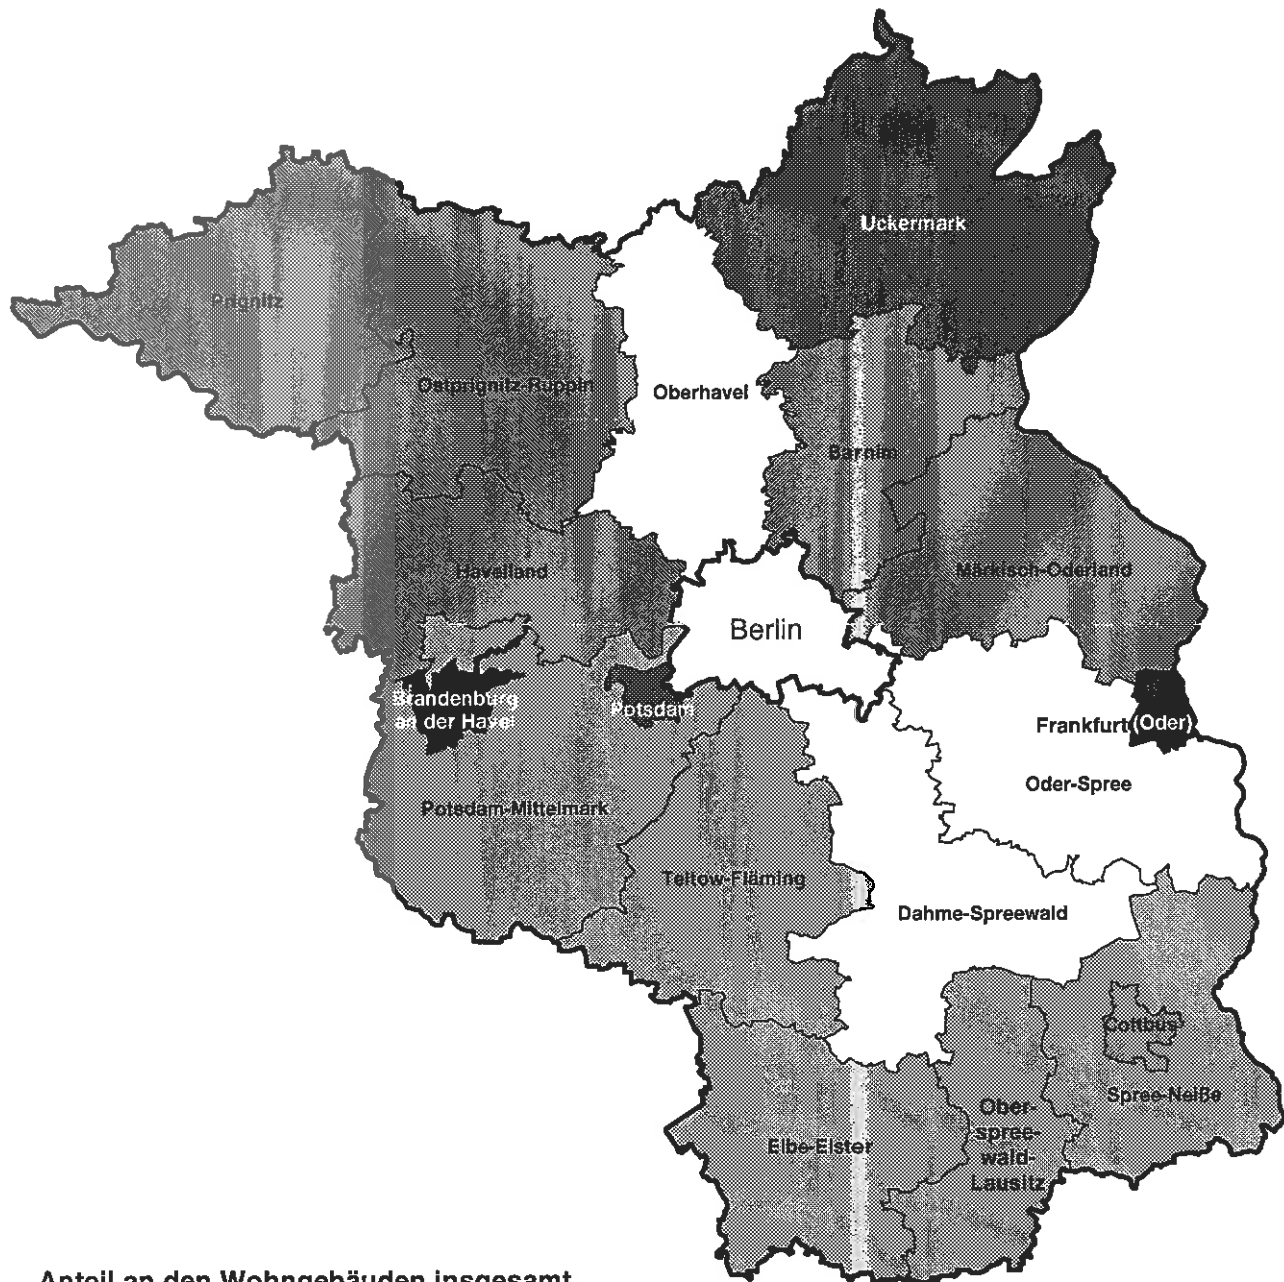 Uckermark
Prignitz
Ostprignitz-Ruppin
Oberhavel
Barnim
Havelland
Märkisch-Oderland
Berlin
Brandenburg
an der Havel
Potsdam
Frankfurt (Oder)
Oder-Spree
Potsdam-Mittelmark
Teltow-Fläming
Dahme-Spreewald
Cottbus
Spree-Neiße
Ober-
spree-
wald-
Lausitz
Elbe-Elster
Anteil an den Wohngebäuden insgesamt